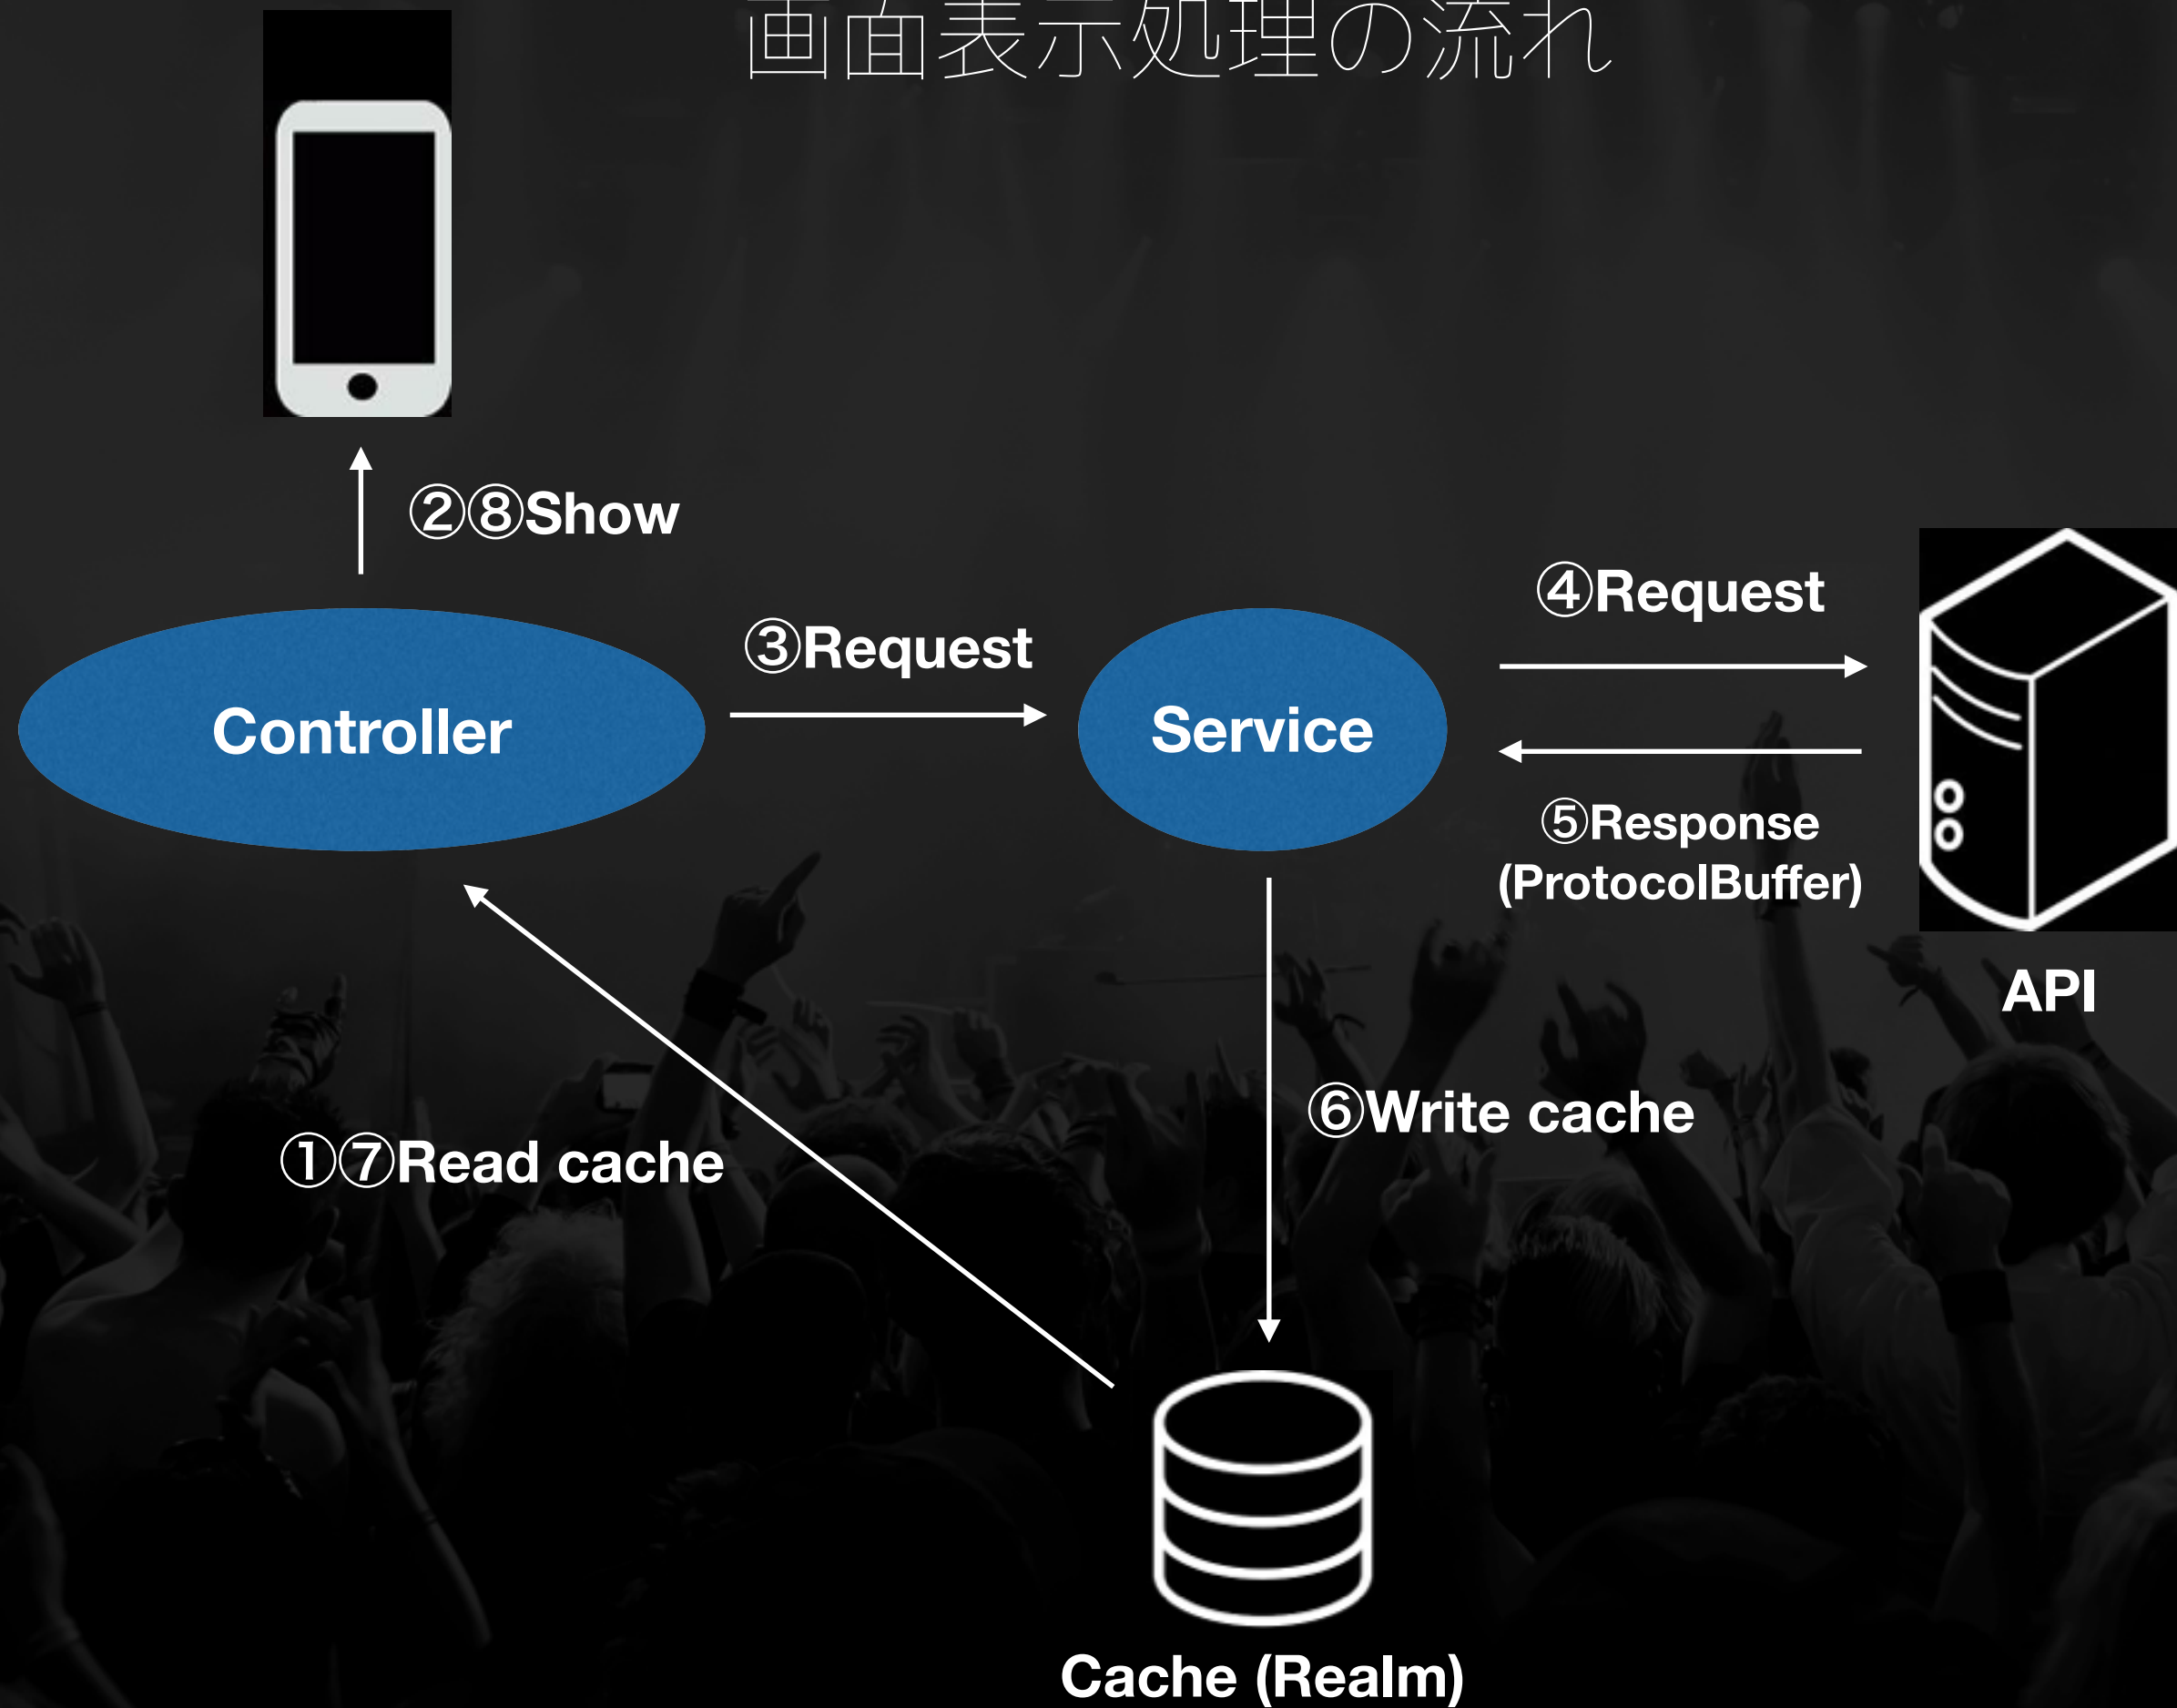 画面表示処理の流れ
②⑧Show
④Request
③Request
Controller
Service
⑤Response
(ProtocolBuffer)
API
⑥Write cache
①⑦Read cache
Cache (Realm)